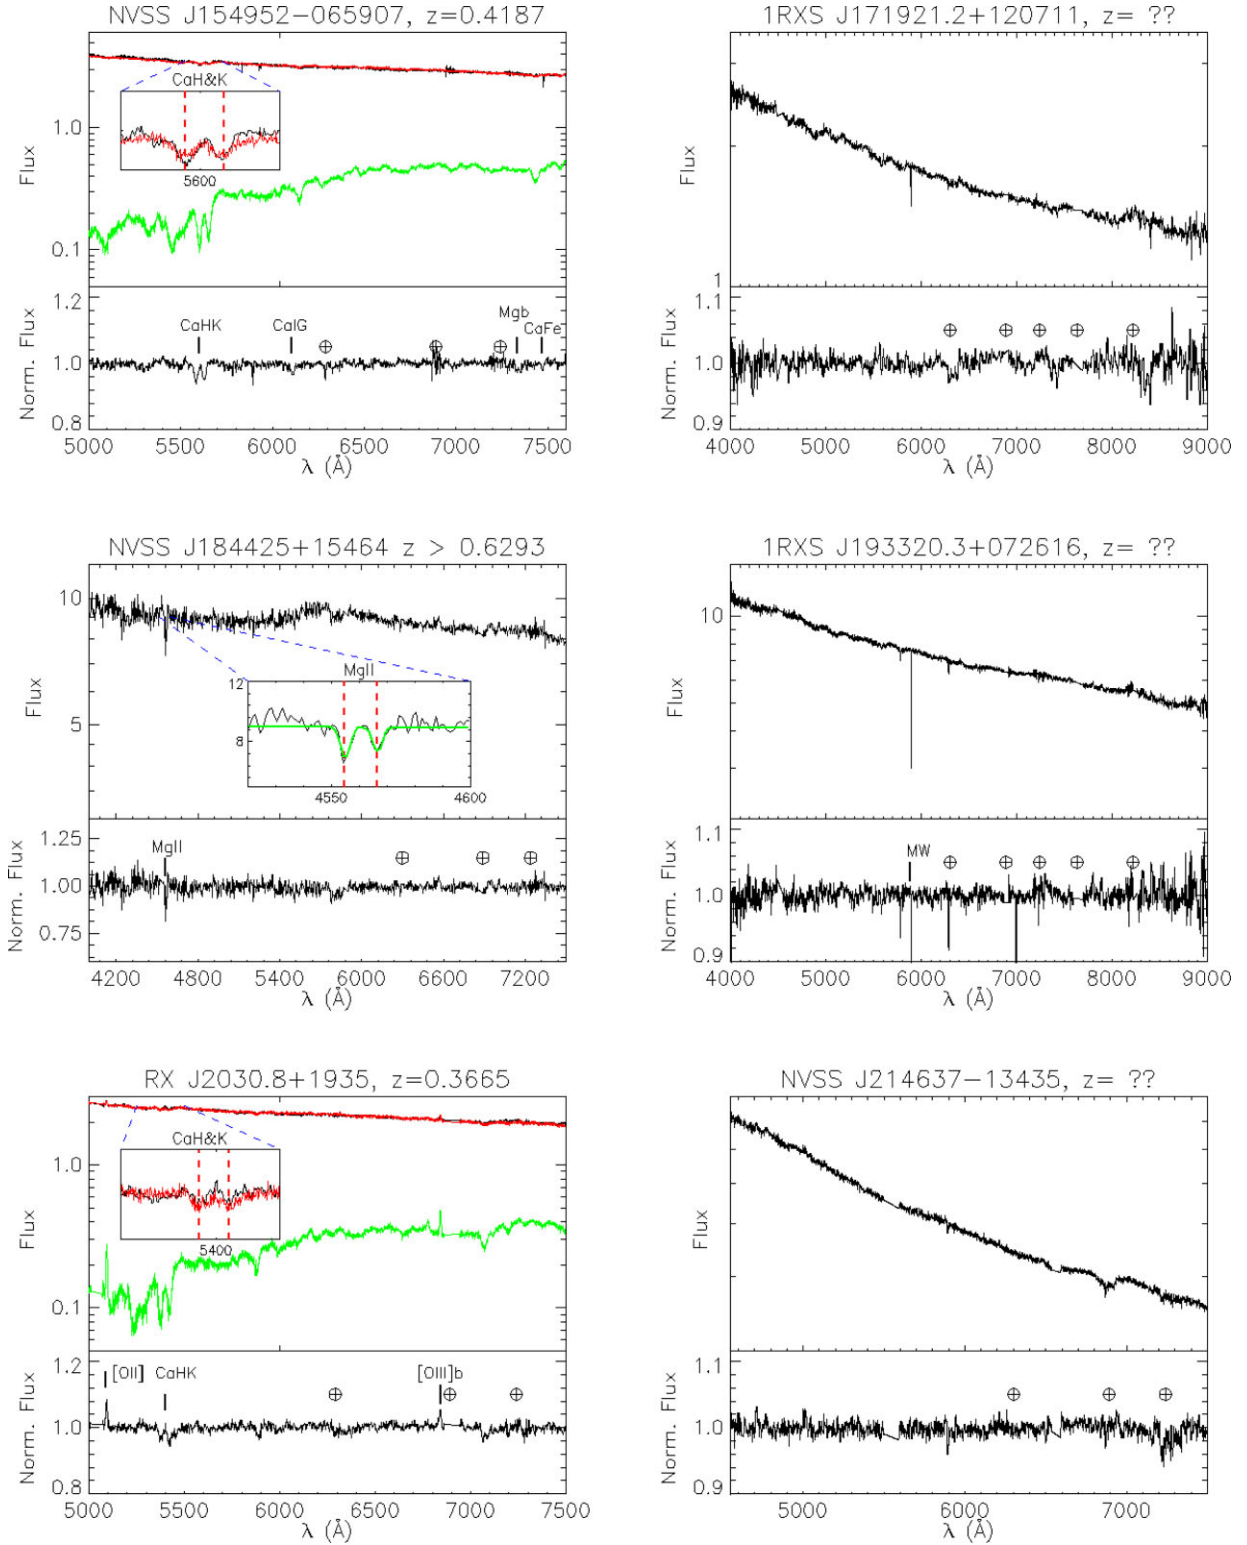 NVSS J154952−065907, z=0.4187
CaH&K
5600
1.0
0.1
Flux
1.2
1.0
0.8
Norm. Flux
CaHK
CaIG
Mgb
CaFe
5000 5500 6000 6500 7000 7500
λ (Å)
1RXS J171921.2+120711, z= ??
2
1
Flux
1.1
1.0
0.9
Norm. Flux
4000 5000 6000 7000 8000 9000
λ (Å)
NVSS J184425+15464 z > 0.6293
10
5
Flux
MgII
12
8
4550 4600
1.25
1.00
0.75
Norm. Flux
MgII
4200 4800 5400 6000 6600 7200
λ (Å)
1RXS J193320.3+072616, z= ??
10
Flux
1.1
1.0
0.9
Norm. Flux
MW
4000 5000 6000 7000 8000 9000
λ (Å)
RX J2030.8+1935, z=0.3665
CaH&K
5400
1.0
0.1
Flux
1.2
1.0
0.8
Norm. Flux
[OII]
CaHK
[OIII]b
5000 5500 6000 6500 7000 7500
λ (Å)
NVSS J214637−13435, z= ??
Flux
1.1
1.0
0.9
Norm. Flux
5000 6000 7000
λ (Å)